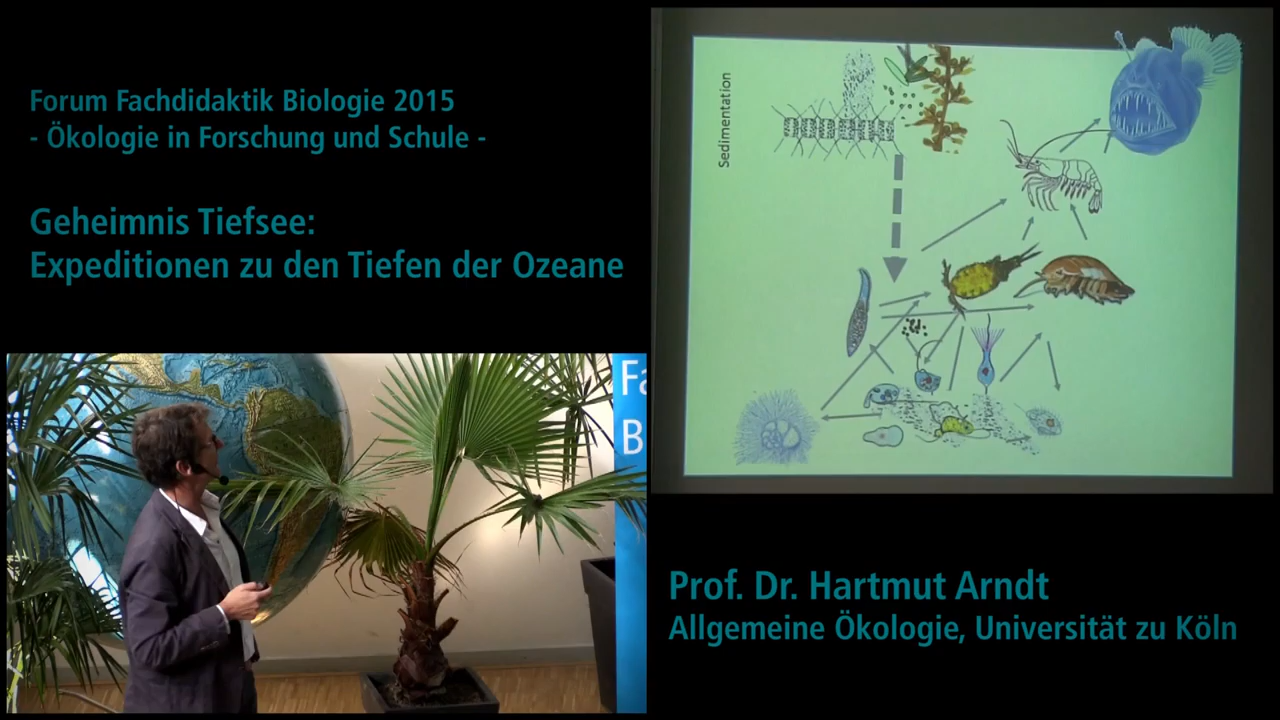 Forum Fachdidaktik Biologie 2015
- Ökologie in Forschung und Schule -
Geheimnis Tiefsee:
Expeditionen zu den Tiefen der Ozeane
Sedimentation
Fa
B
Prof. Dr. Hartmut Arndt
Allgemeine Ökologie, Universität zu Köln